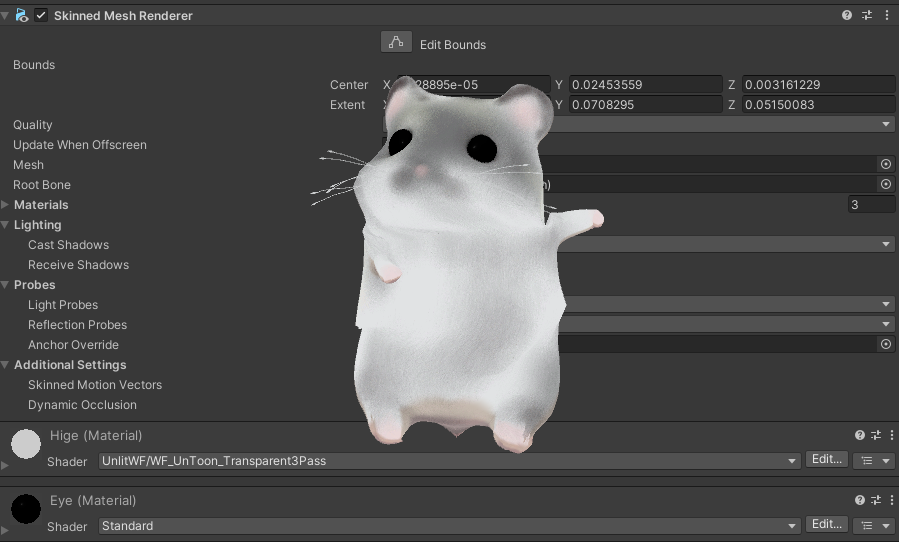 Skinned Mesh Renderer
Edit Bounds
Bounds
Center X 28895e-05 Y 0.02453559 Z 0.003161229
Extent Y 0.0708295 Z 0.05150083
Quality
Update When Offscreen
Mesh
Root Bone
Materials 3
Lighting
Cast Shadows
Receive Shadows
Probes
Light Probes
Reflection Probes
Anchor Override
Additional Settings
Skinned Motion Vectors
Dynamic Occlusion
Hige (Material)
Shader UnlitWF/WF_UnToon_Transparent3Pass Edit...
Eye (Material)
Shader Standard Edit...